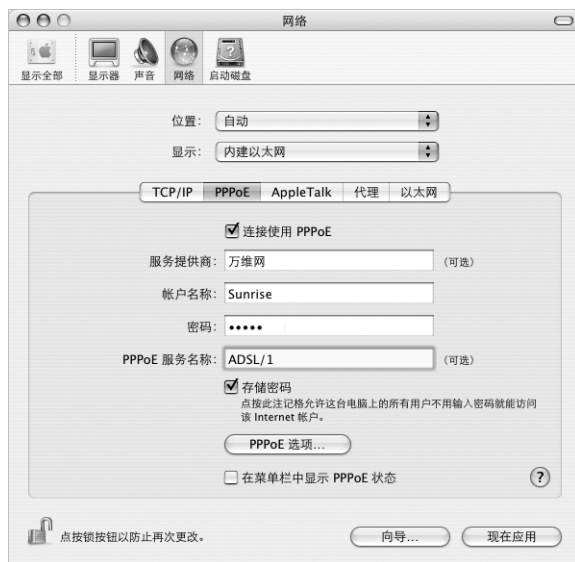 网络
显示全部 显示器 声音 网络 启动磁盘
位置: 自动
显示: 内建以太网
TCP/IP PPPoE AppleTalk 代理 以太网
连接使用 PPPoE
服务提供商: 万维网 (可选)
帐户名称: Sunrise
密码: •••••
PPPoE 服务名称: ADSL/1 (可选)
存储密码
点按此注记格允许这台电脑上的所有用户不用输入密码就能访问
该 Internet 帐户。
PPPoE 选项...
在菜单栏中显示 PPPoE 状态 ?
点按锁按钮以防止再次更改。 向导... 现在应用